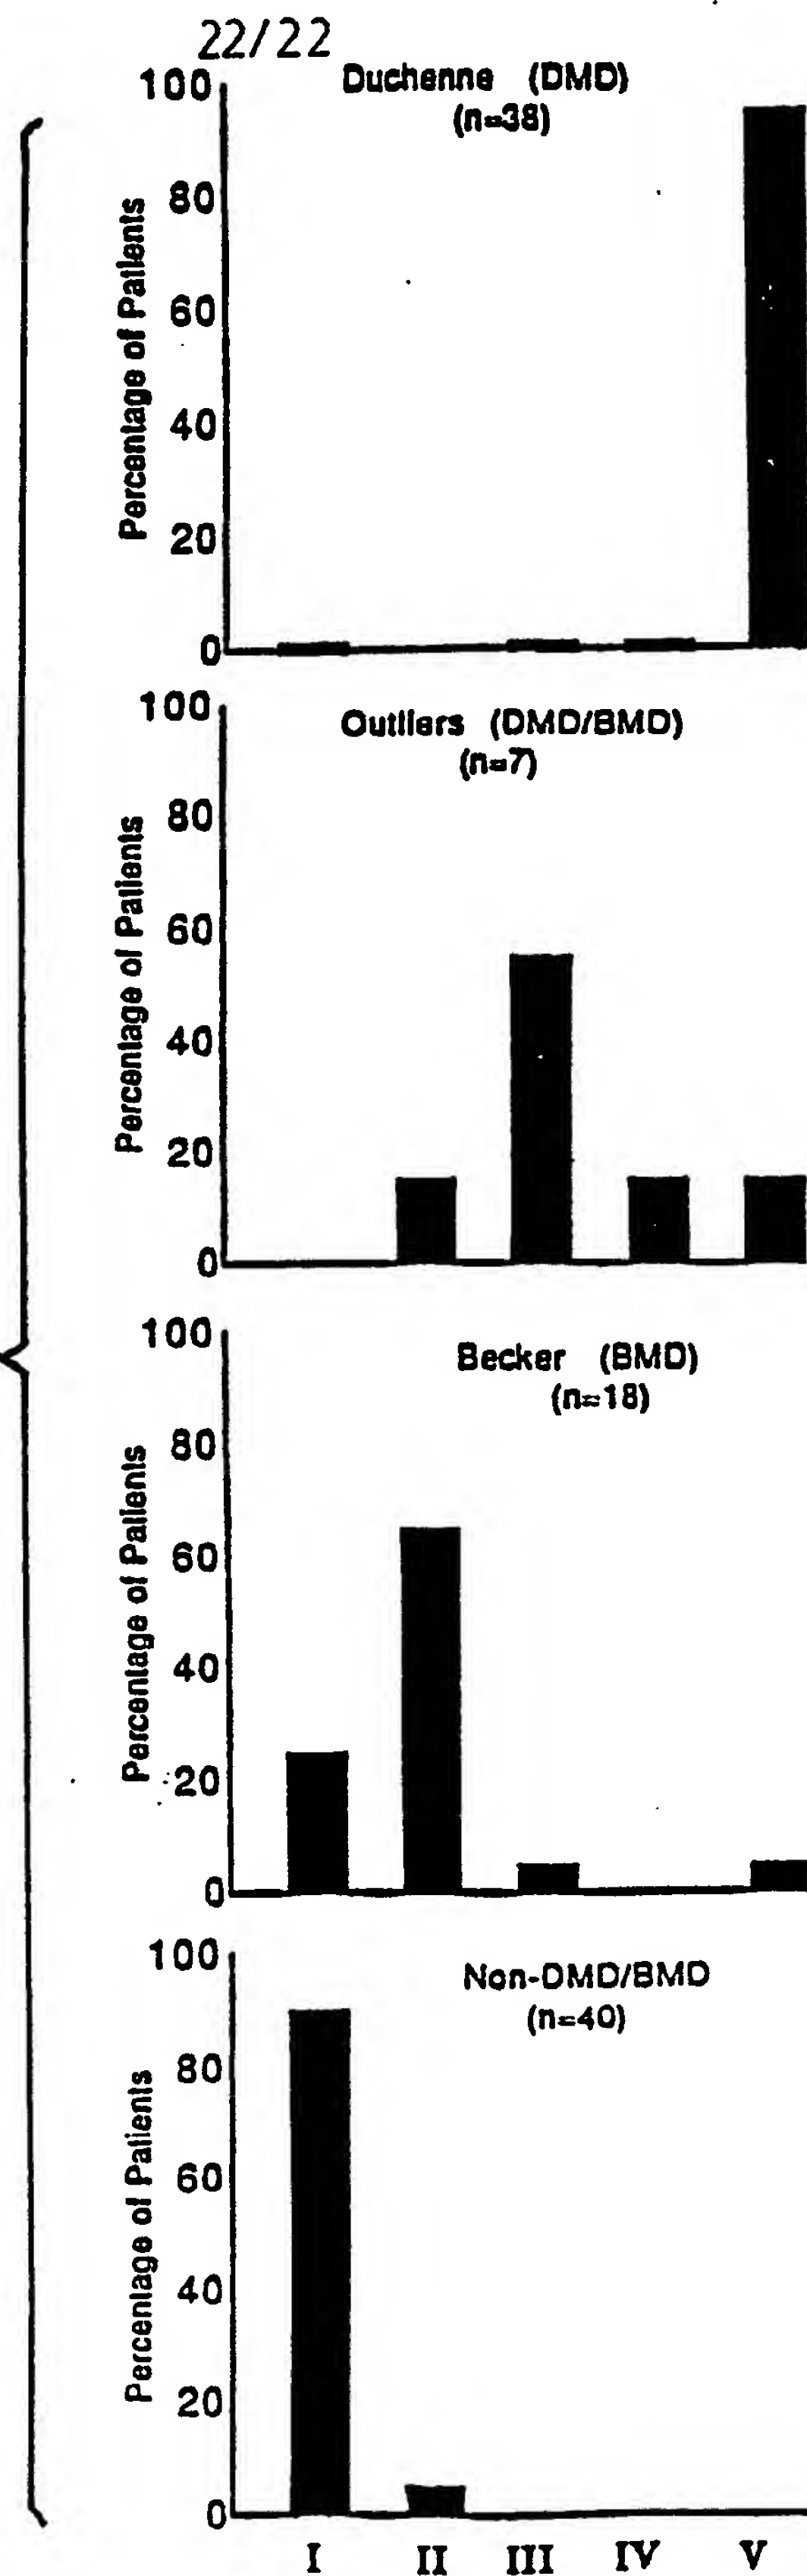 22/22
Duchenne (DMD)
(n=38)
100
80
60
40
20
0
Percentage of Patients
Outliers (DMD/BMD)
(n=7)
100
80
60
40
20
0
Percentage of Patients
Becker (BMD)
(n=18)
100
80
60
40
20
0
Percentage of Patients
Non-DMD/BMD
(n=40)
100
80
60
40
20
0
Percentage of Patients
I II III IV V